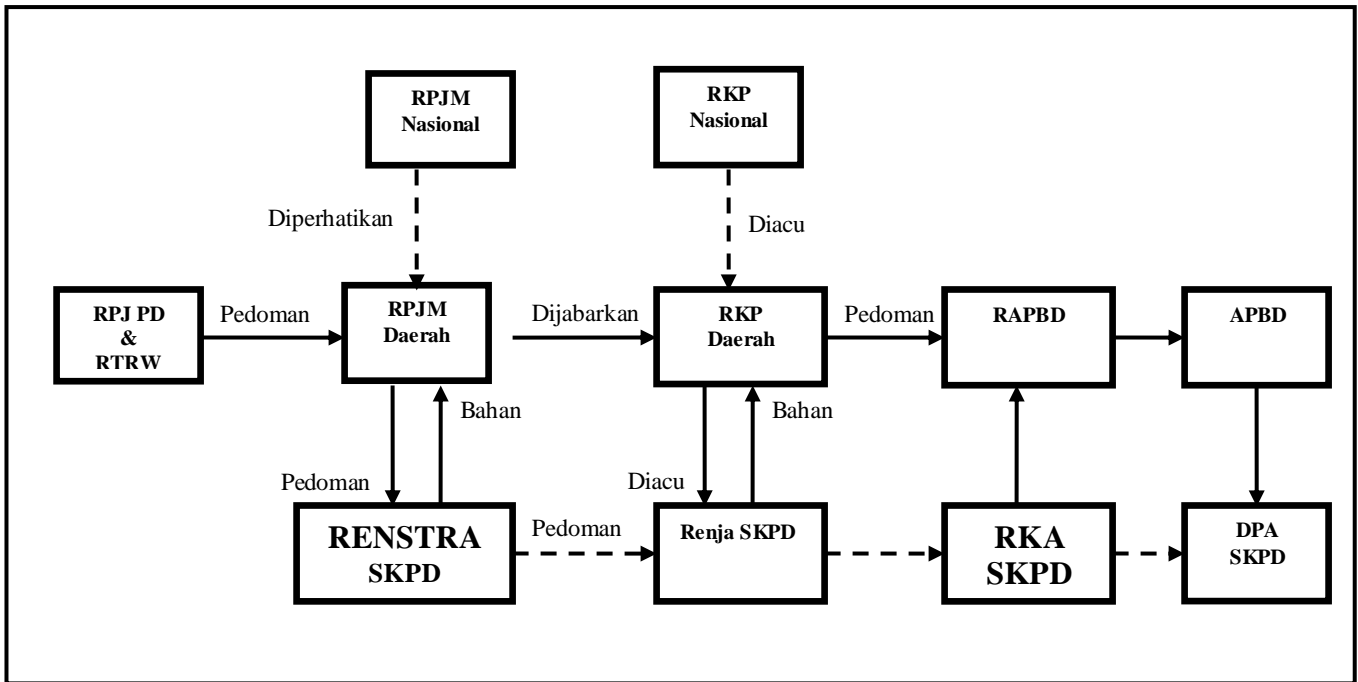 RPJM
Nasional
RKP
Nasional
Diperhatikan
Diacu
RPJ PD
&
RTRW
Pedoman
RPJM
Daerah
Dijabarkan
RKP
Daerah
Pedoman
RAPBD
APBD
Bahan
Bahan
Pedoman
Diacu
RENSTRA
SKPD
Pedoman
Renja SKPD
RKA
SKPD
DPA
SKPD